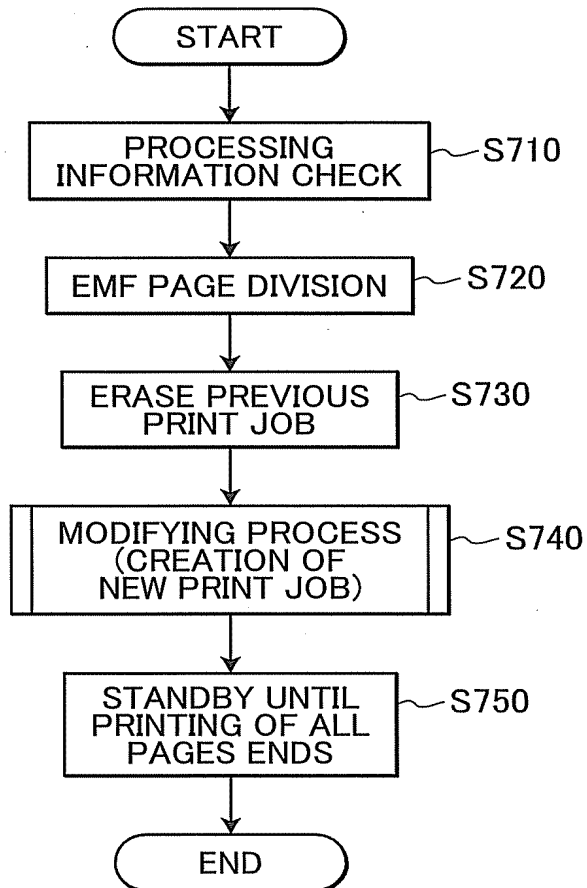 START
PROCESSING
INFORMATION CHECK
S710
EMF PAGE DIVISION
S720
ERASE PREVIOUS
PRINT JOB
S730
MODIFYING PROCESS
(CREATION OF
NEW PRINT JOB)
S740
STANDBY UNTIL
PRINTING OF ALL
PAGES ENDS
S750
END